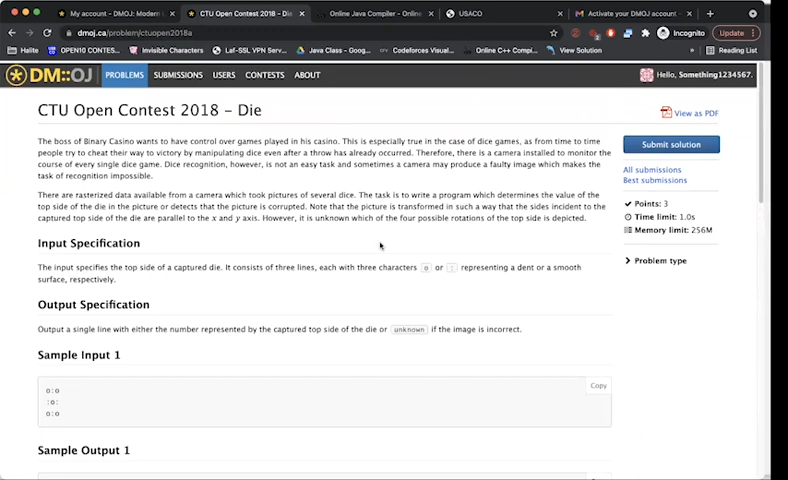 My account - DMOJ: Modern
CTU Open Contest 2018 - Die
Online Java Compiler - Online
USACO
Activate your DMOJ account -
dmoj.ca/problem/ctuopen2018a
Incognito
Update
Halite
OPEN10 CONTES...
Invisible Characters
Laf-SSL VPN Serv...
Java Class - Goog...
Codeforces Visual...
Online C++ Compi...
View Solution
»
Reading List
DM::OJ
PROBLEMS
SUBMISSIONS
USERS
CONTESTS
ABOUT
Hello, Something1234567.
CTU Open Contest 2018 - Die
View as PDF
The boss of Binary Casino wants to have control over games played in his casino. This is especially true in the case of dice games, as from time to time
people try to cheat their way to victory by manipulating dice even after a throw has already occurred. Therefore, there is a camera installed to monitor the
course of every single dice game. Dice recognition, however, is not an easy task and sometimes a camera may produce a faulty image which makes the
task of recognition impossible.
There are rasterized data available from a camera which took pictures of several dice. The task is to write a program which determines the value of the
top side of the die in the picture or detects that the picture is corrupted. Note that the picture is transformed in such a way that the sides incident to the
captured top side of the die are parallel to the x and y axis. However, it is unknown which of the four possible rotations of the top side is depicted.
Input Specification
The input specifies the top side of a captured die. It consists of three lines, each with three characters o or : representing a dent or a smooth
surface, respectively.
Output Specification
Output a single line with either the number represented by the captured top side of the die or unknown if the image is incorrect.
Sample Input 1
Copy
o:o
:o:
o:o
Sample Output 1
Submit solution
All submissions
Best submissions
Points: 3
Time limit: 1.0s
Memory limit: 256M
Problem type